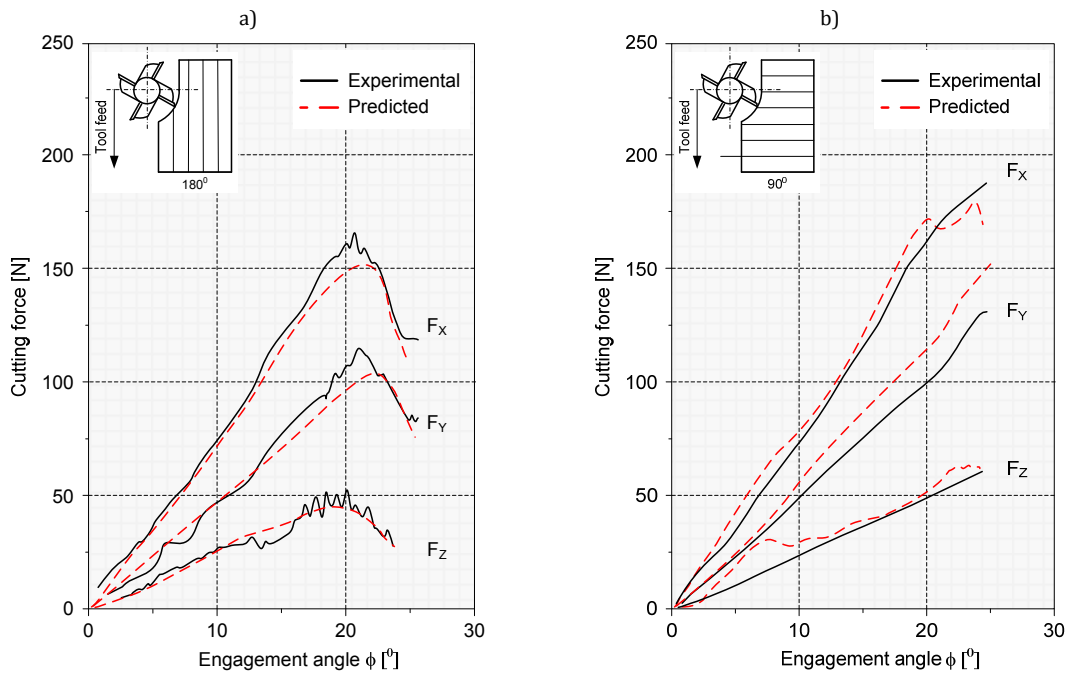 a)
250
200
150
100
50
0
Cutting force [N]
Tool feed
180⁰
Experimental
Predicted
F_X
F_Y
F_Z
0
10
20
30
Engagement angle ϕ [⁰]
b)
250
200
150
100
50
0
Cutting force [N]
Tool feed
90⁰
Experimental
Predicted
F_X
F_Y
F_Z
0
10
20
30
Engagement angle ϕ [⁰]